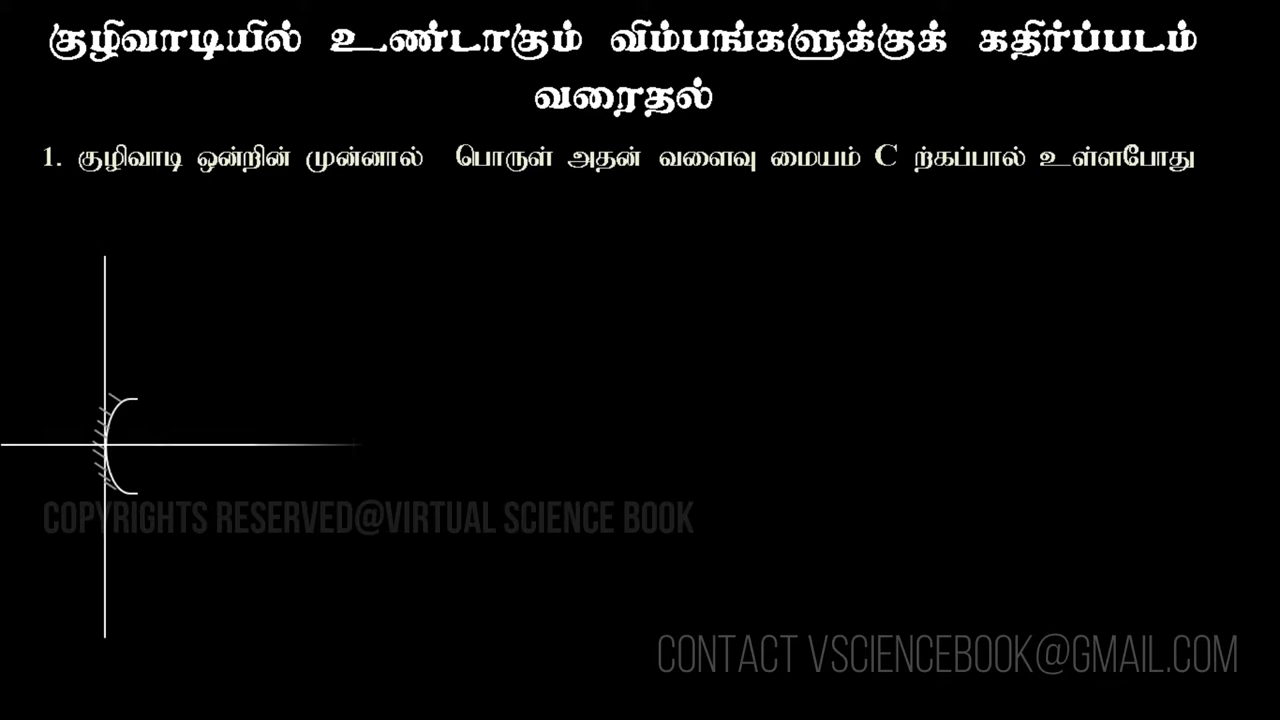 குழிவாடியில் உண்டாகும் விம்பங்களுக்குக் கதிர்ப்படம்
வரைதல்
1. குழிவாடி ஒன்றின் முன்னால் பொருள் அதன் வளைவு மையம் C ற்கப்பால் உள்ளபோது
COPYRIGHTS RESERVED@VIRTUAL SCIENCE BOOK
CONTACT VSCIENCEBOOK@GMAIL.COM